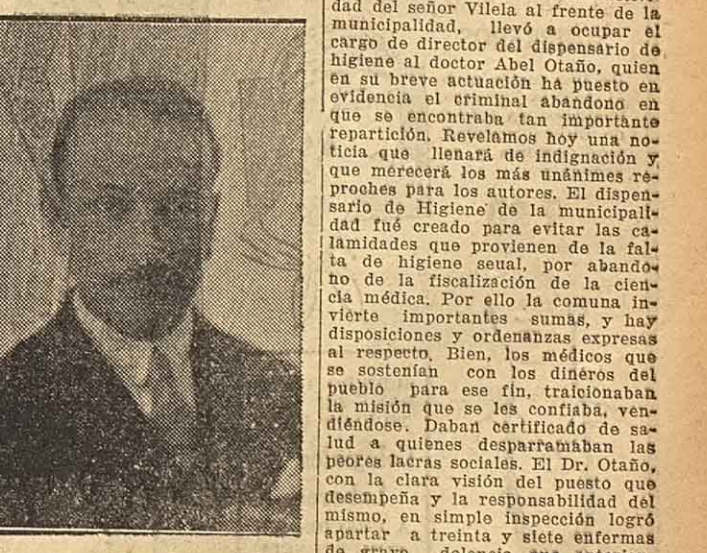 dad del señor Vilela al frente de la
municipalidad, llevó a ocupar el
cargo de director del dispensario de
higiene al doctor Abel Otaño, quien
en su breve actuación ha puesto en
evidencia el criminal abandono en
que se encontraba tan importante
repartición. Revelamos hoy una no-
ticia que llenará de indignación y
que merecerá los más unánimes re-
proches para los autores. El dispen-
sario de Higiene de la municipali-
dad fué creado para evitar las ca-
lamidades que provienen de la fal-
ta de higiene seual, por abando-
no de la fiscalización de la cien-
cia médica. Por ello la comuna in-
vierte importantes sumas, y hay
disposiciones y ordenanzas expresas
al respecto. Bien, los médicos que
se sostenían con los dineros del
pueblo para ese fin, traicionaban
la misión que se les confiaba, ven-
diéndose. Daban certificado de sa-
lud a quienes desparramaban las
peores lacras sociales. El Dr. Otaño,
con la clara visión del puesto que
desempeña y la responsabilidad del
mismo, en simple inspección logró
apartar a treinta y siete enfermas
de grave dolencia que